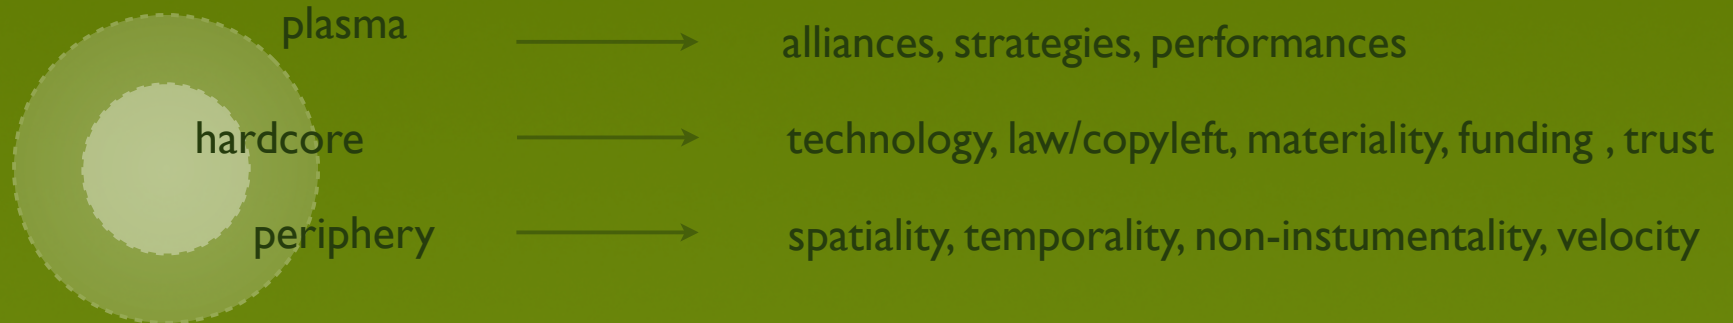 plasma alliances, strategies, performances
hardcore technology, law/copyleft, materiality, funding , trust
periphery spatiality, temporality, non-instumentality, velocity